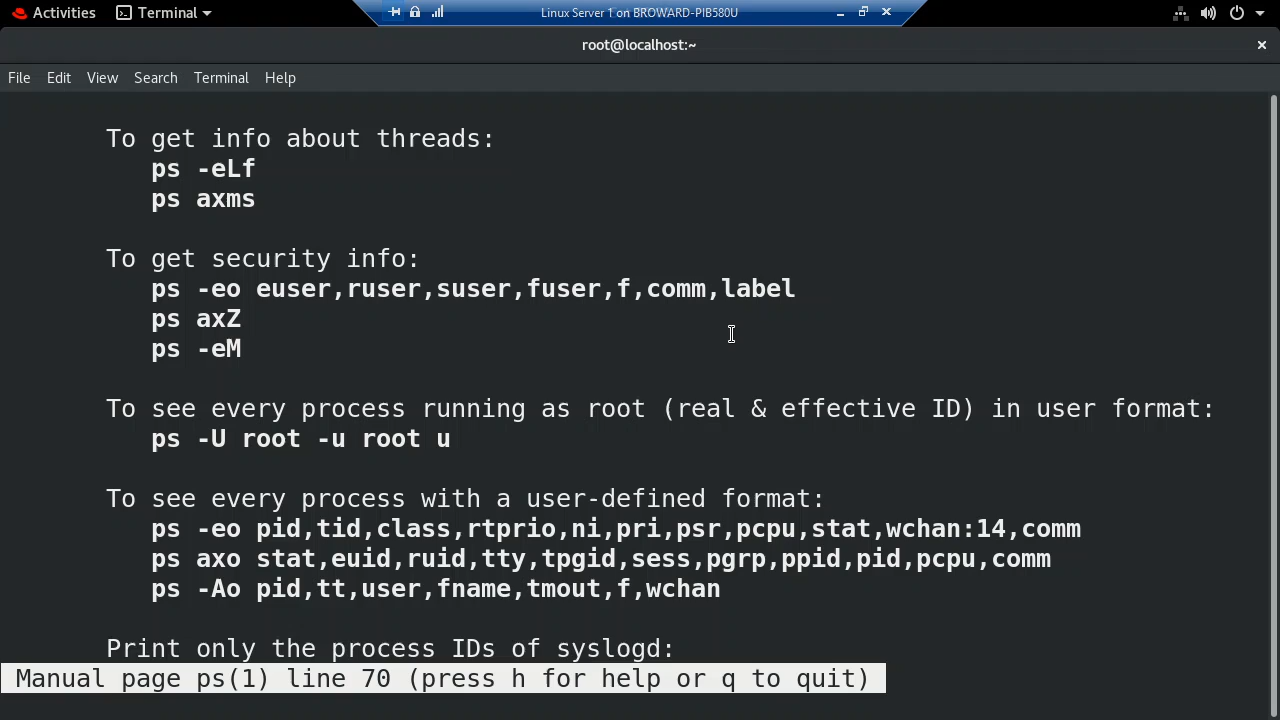 Activities Terminal Linux Server 1 on BROWARD-PIB580U
root@localhost:~
File Edit View Search Terminal Help
To get info about threads:
ps -eLf
ps axms
To get security info:
ps -eo euser,ruser,suser,fuser,f,comm,label
ps axZ
ps -eM
To see every process running as root (real & effective ID) in user format:
ps -U root -u root u
To see every process with a user-defined format:
ps -eo pid,tid,class,rtprio,ni,pri,psr,pcpu,stat,wchan:14,comm
ps axo stat,euid,ruid,tty,tpgid,sess,pgrp,ppid,pid,pcpu,comm
ps -Ao pid,tt,user,fname,tmout,f,wchan
Print only the process IDs of syslogd:
Manual page ps(1) line 70 (press h for help or q to quit)